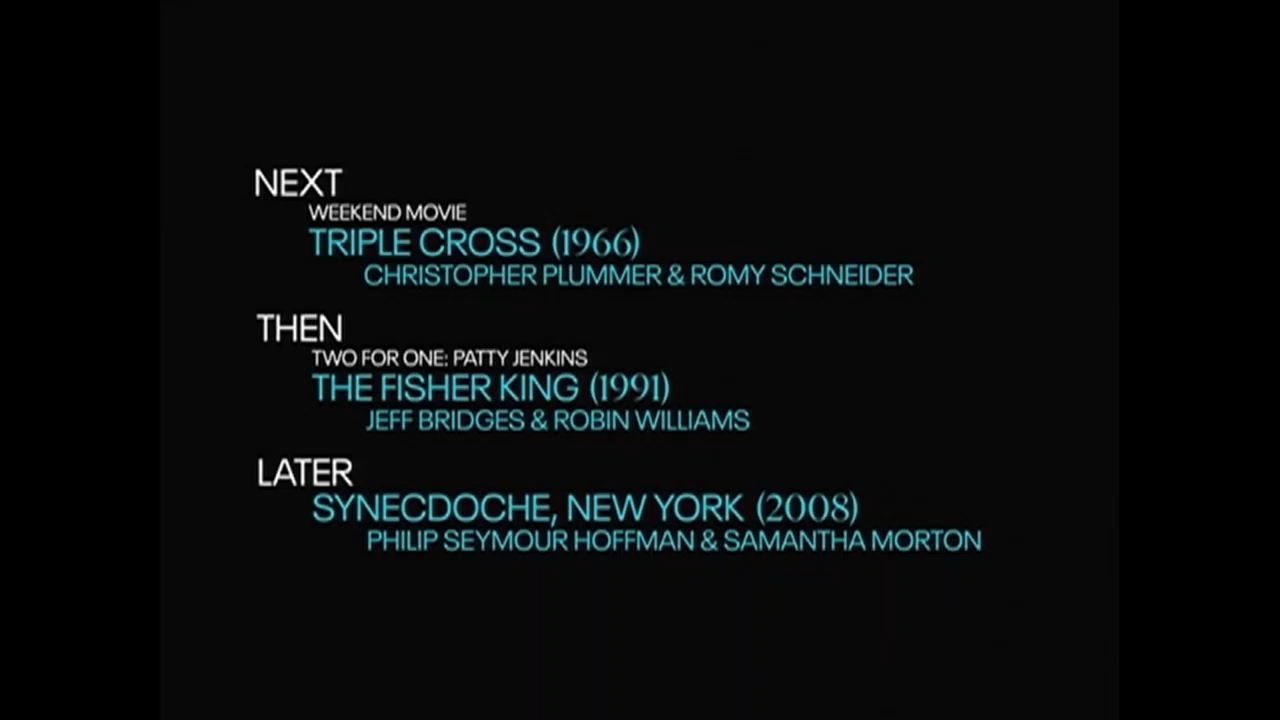 NEXT
WEEKEND MOVIE
TRIPLE CROSS (1966)
CHRISTOPHER PLUMMER & ROMY SCHNEIDER
THEN
TWO FOR ONE: PATTY JENKINS
THE FISHER KING (1991)
JEFF BRIDGES & ROBIN WILLIAMS
LATER
SYNECDOCHE, NEW YORK (2008)
PHILIP SEYMOUR HOFFMAN & SAMANTHA MORTON